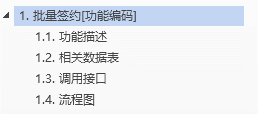 1. 批量签约[功能编码]
1.1. 功能描述
1.2. 相关数据表
1.3. 调用接口
1.4. 流程图